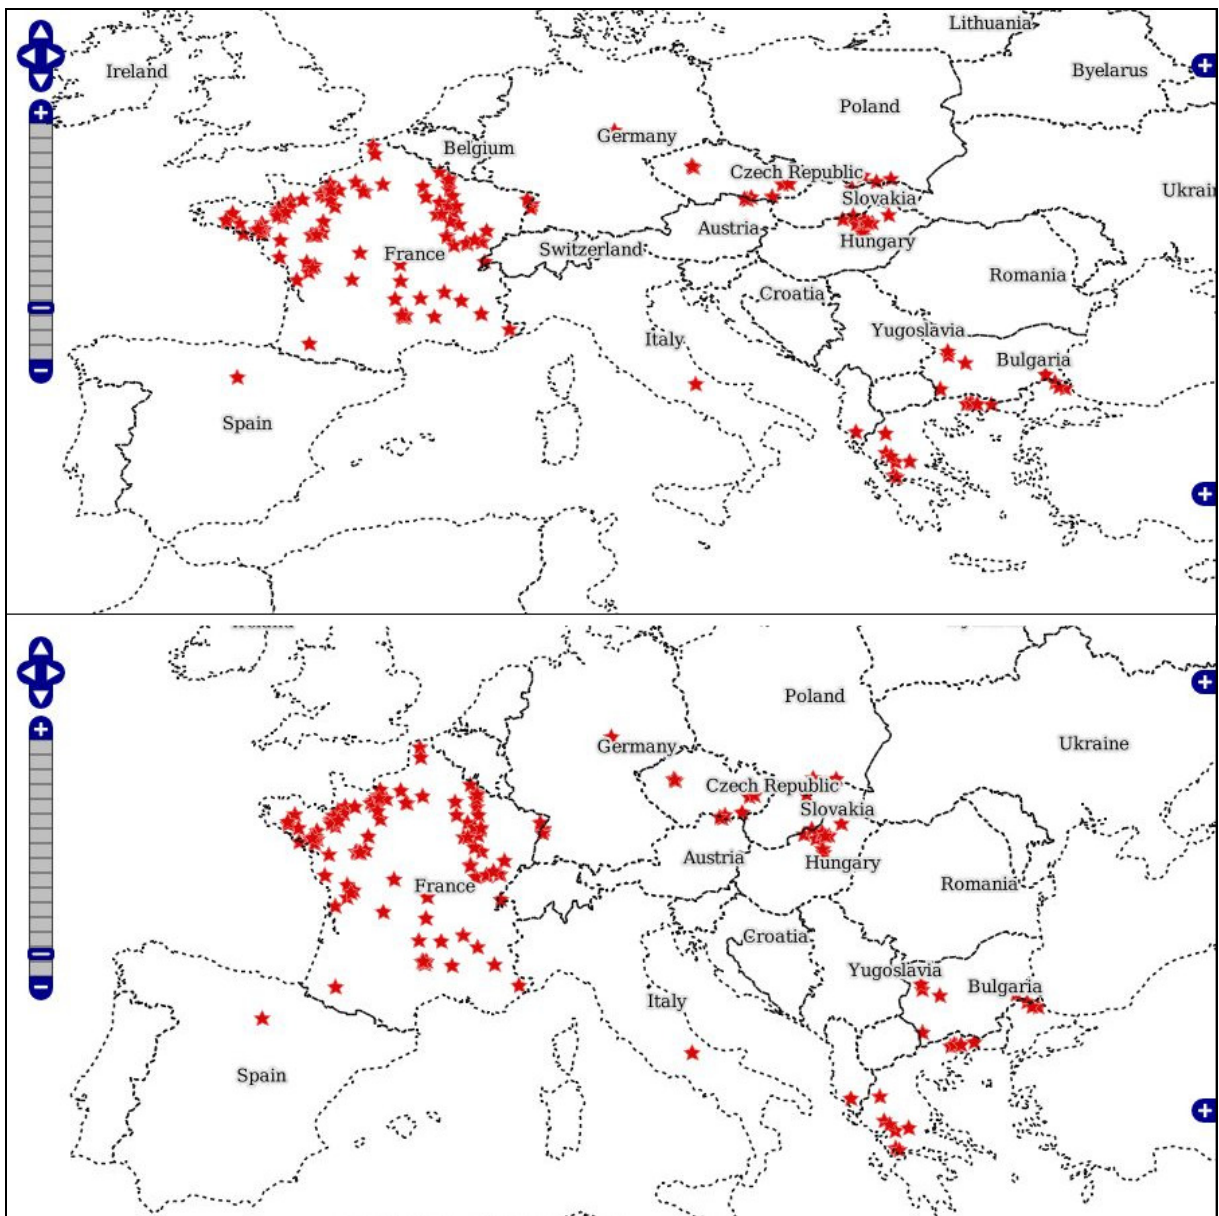 Lithuania
Ireland
Byelarus
Poland
Germany
Belgium
Czech Republic
Ukrain
Slovakia
Austria
Hungary
Switzerland
France
Romania
Croatia
Yugoslavia
Italy
Bulgaria
Spain
Poland
Ukraine
Germany
Czech Republic
Slovakia
Austria
Hungary
France
Romania
Croatia
Yugoslavia
Bulgaria
Italy
Spain